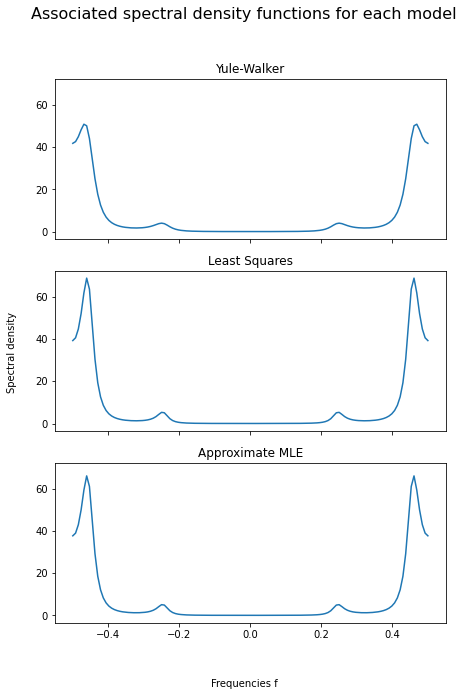 Associated spectral density functions for each model
Yule-Walker
60
40
20
0
Least Squares
60
40
20
0
Spectral density
Approximate MLE
60
40
20
0
−0.4 −0.2 0.0 0.2 0.4
Frequencies f